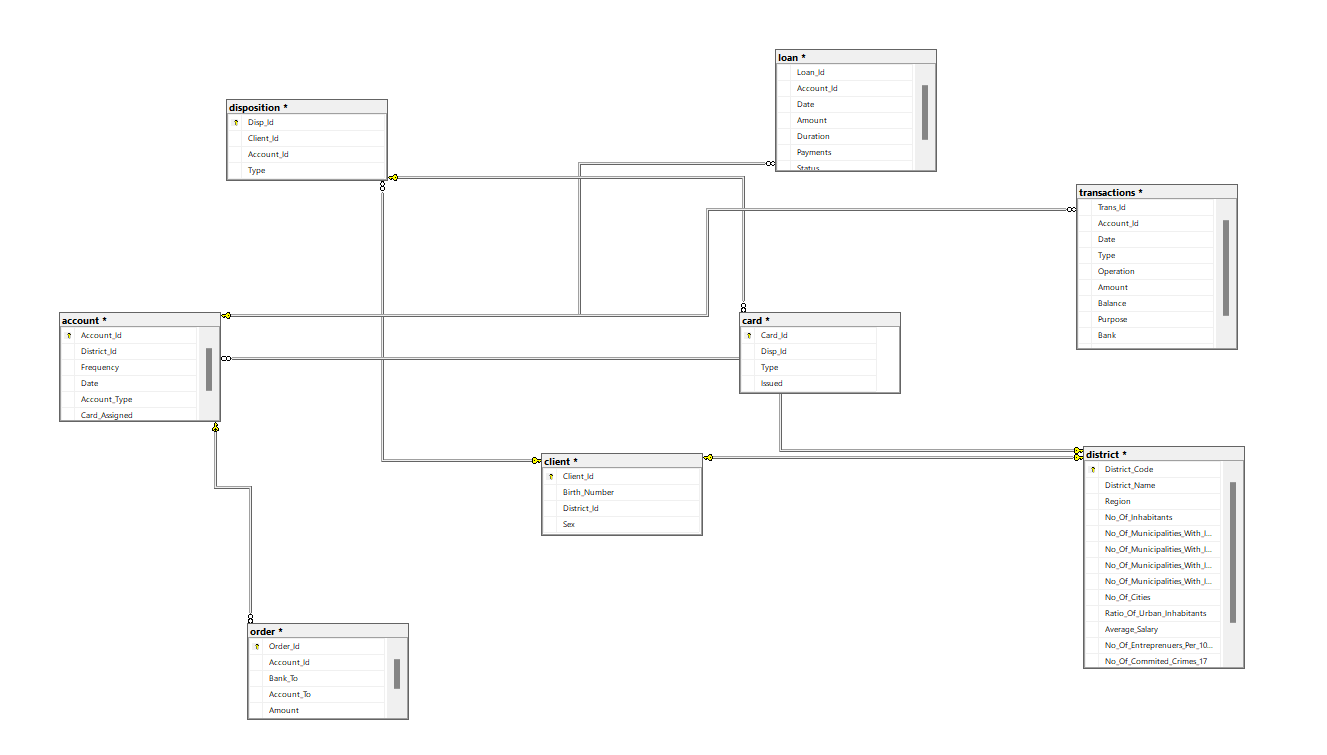 loan *
Loan_Id
Account_Id
Date
Amount
Duration
Payments
Status
disposition *
Disp_Id
Client_Id
Account_Id
Type
transactions *
Trans_Id
Account_Id
Date
Type
Operation
Amount
Balance
Purpose
Bank
account *
Account_Id
District_Id
Frequency
Date
Account_Type
Card_Assigned
card *
Card_Id
Disp_Id
Type
Issued
client *
Client_Id
Birth_Number
District_Id
Sex
district *
District_Code
District_Name
Region
No_Of_Inhabitants
No_Of_Municipalities_With_I...
No_Of_Municipalities_With_I...
No_Of_Municipalities_With_I...
No_Of_Municipalities_With_I...
No_Of_Cities
Ratio_Of_Urban_Inhabitants
Average_Salary
No_Of_Entreprenuers_Per_10...
No_Of_Commited_Crimes_17
order *
Order_Id
Account_Id
Bank_To
Account_To
Amount